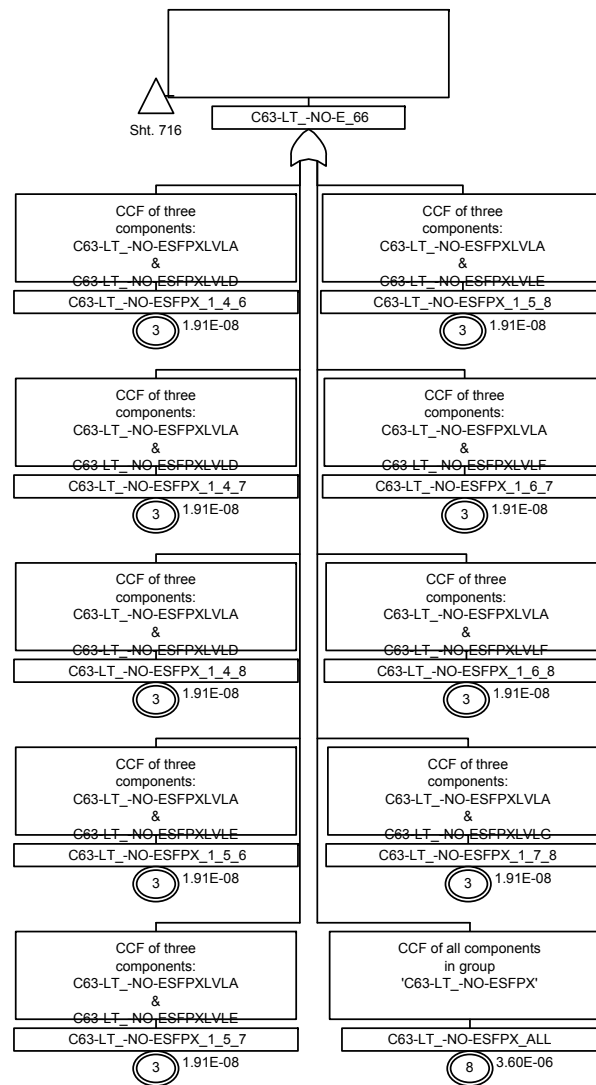 Sht. 716
C63-LT_-NO-E_66
CCF of three
components:
C63-LT_-NO-ESFPXLVLA
&
C63-LT_-NO-ESFPXLVLD
C63-LT_-NO-ESFPX_1_4_6
3
1.91E-08
CCF of three
components:
C63-LT_-NO-ESFPXLVLA
&
C63-LT_-NO-ESFPXLVLE
C63-LT_-NO-ESFPX_1_5_8
3
1.91E-08
CCF of three
components:
C63-LT_-NO-ESFPXLVLA
&
C63-LT_-NO-ESFPXLVLD
C63-LT_-NO-ESFPX_1_4_7
3
1.91E-08
CCF of three
components:
C63-LT_-NO-ESFPXLVLA
&
C63-LT_-NO-ESFPXLVLF
C63-LT_-NO-ESFPX_1_6_7
3
1.91E-08
CCF of three
components:
C63-LT_-NO-ESFPXLVLA
&
C63-LT_-NO-ESFPXLVLD
C63-LT_-NO-ESFPX_1_4_8
3
1.91E-08
CCF of three
components:
C63-LT_-NO-ESFPXLVLA
&
C63-LT_-NO-ESFPXLVLF
C63-LT_-NO-ESFPX_1_6_8
3
1.91E-08
CCF of three
components:
C63-LT_-NO-ESFPXLVLA
&
C63-LT_-NO-ESFPXLVLE
C63-LT_-NO-ESFPX_1_5_6
3
1.91E-08
CCF of three
components:
C63-LT_-NO-ESFPXLVLA
&
C63-LT_-NO-ESFPXLVLG
C63-LT_-NO-ESFPX_1_7_8
3
1.91E-08
CCF of three
components:
C63-LT_-NO-ESFPXLVLA
&
C63-LT_-NO-ESFPXLVLE
C63-LT_-NO-ESFPX_1_5_7
3
1.91E-08
CCF of all components
in group
'C63-LT_-NO-ESFPX'
C63-LT_-NO-ESFPX_ALL
8
3.60E-06